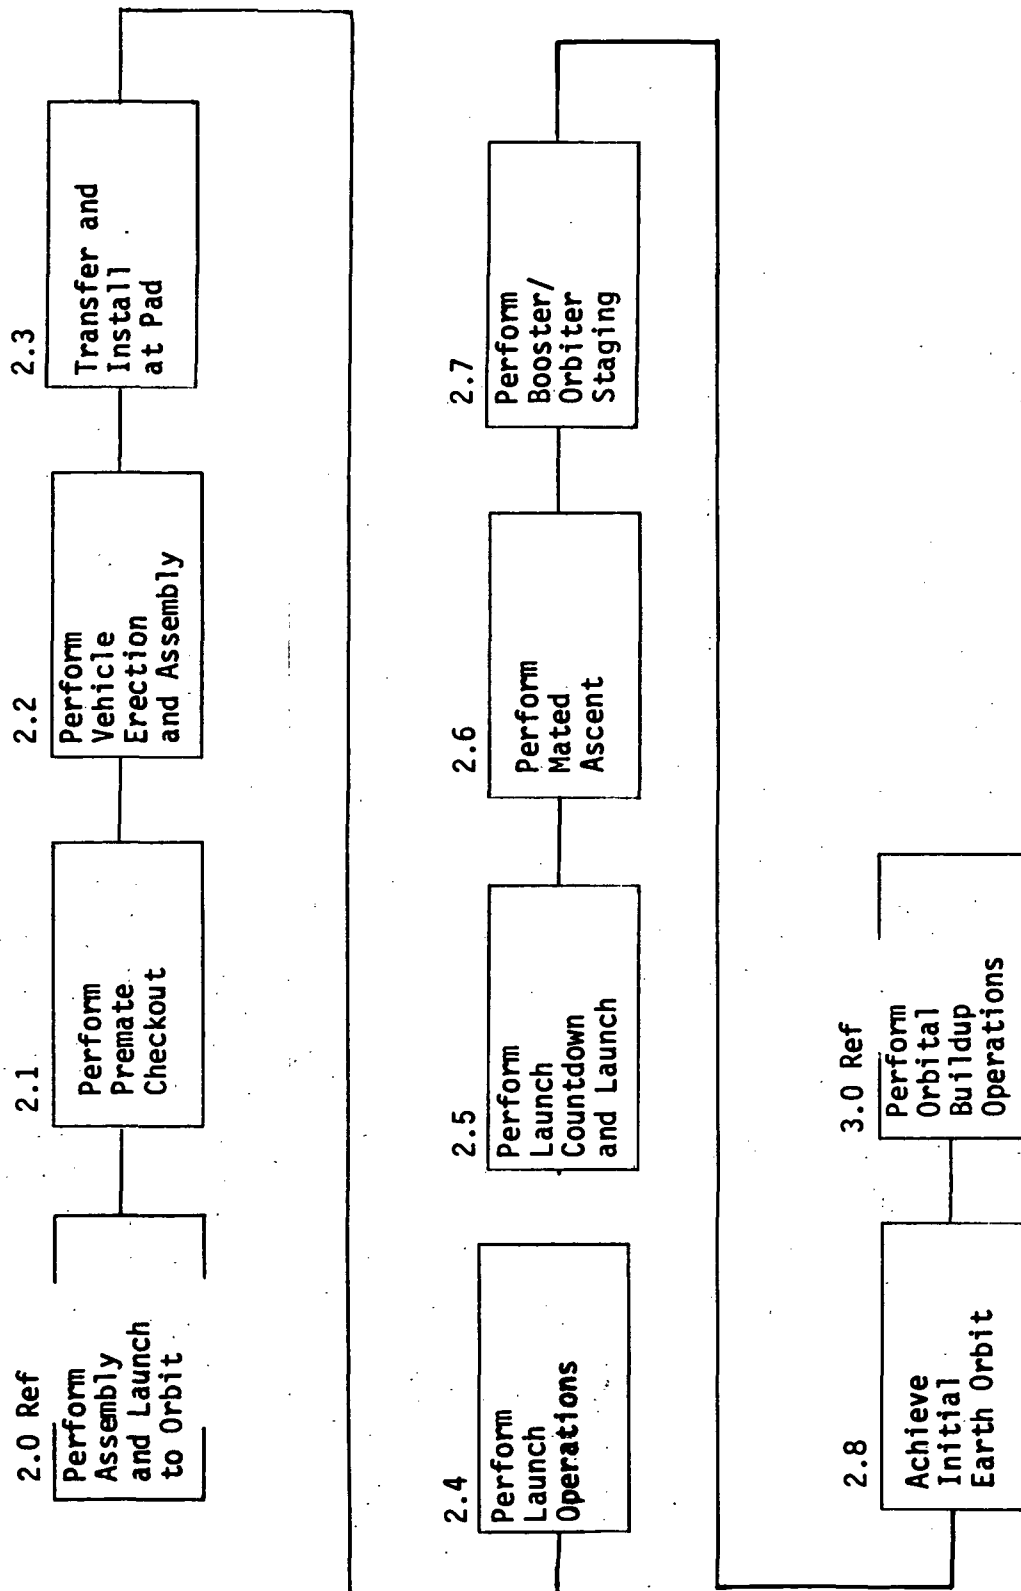 2.0 Ref
Perform
Assembly
and Launch
to Orbit
2.1
Perform
Premate
Checkout
2.2
Perform
Vehicle
Erection
and Assembly
2.3
Transfer and
Install
at Pad
2.4
Perform
Launch
Operations
2.5
Perform
Launch
Countdown
and Launch
2.6
Perform
Mated
Ascent
2.7
Perform
Booster/
Orbiter
Staging
2.8
Achieve
Initial
Earth Orbit
3.0 Ref
Perform
Orbital
Buildup
Operations